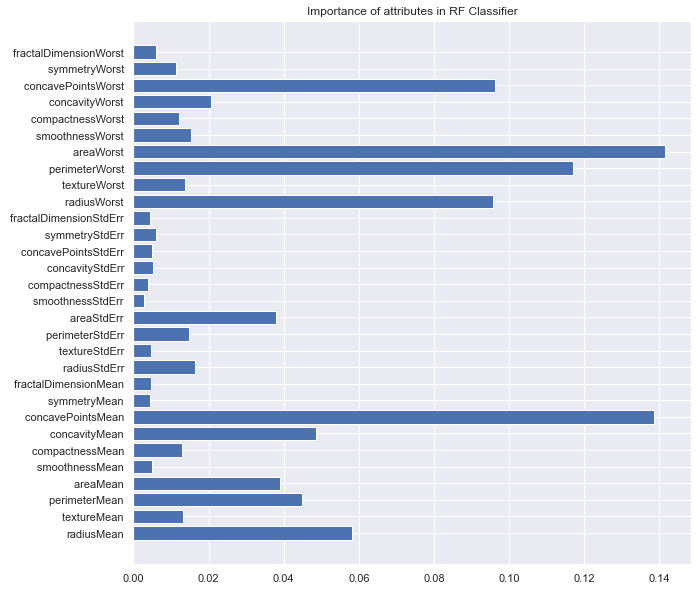 Importance of attributes in RF Classifier
fractalDimensionWorst
symmetryWorst
concavePointsWorst
concavityWorst
compactnessWorst
smoothnessWorst
areaWorst
perimeterWorst
textureWorst
radiusWorst
fractalDimensionStdErr
symmetryStdErr
concavePointsStdErr
concavityStdErr
compactnessStdErr
smoothnessStdErr
areaStdErr
perimeterStdErr
textureStdErr
radiusStdErr
fractalDimensionMean
symmetryMean
concavePointsMean
concavityMean
compactnessMean
smoothnessMean
areaMean
perimeterMean
textureMean
radiusMean
0.00 0.02 0.04 0.06 0.08 0.10 0.12 0.14